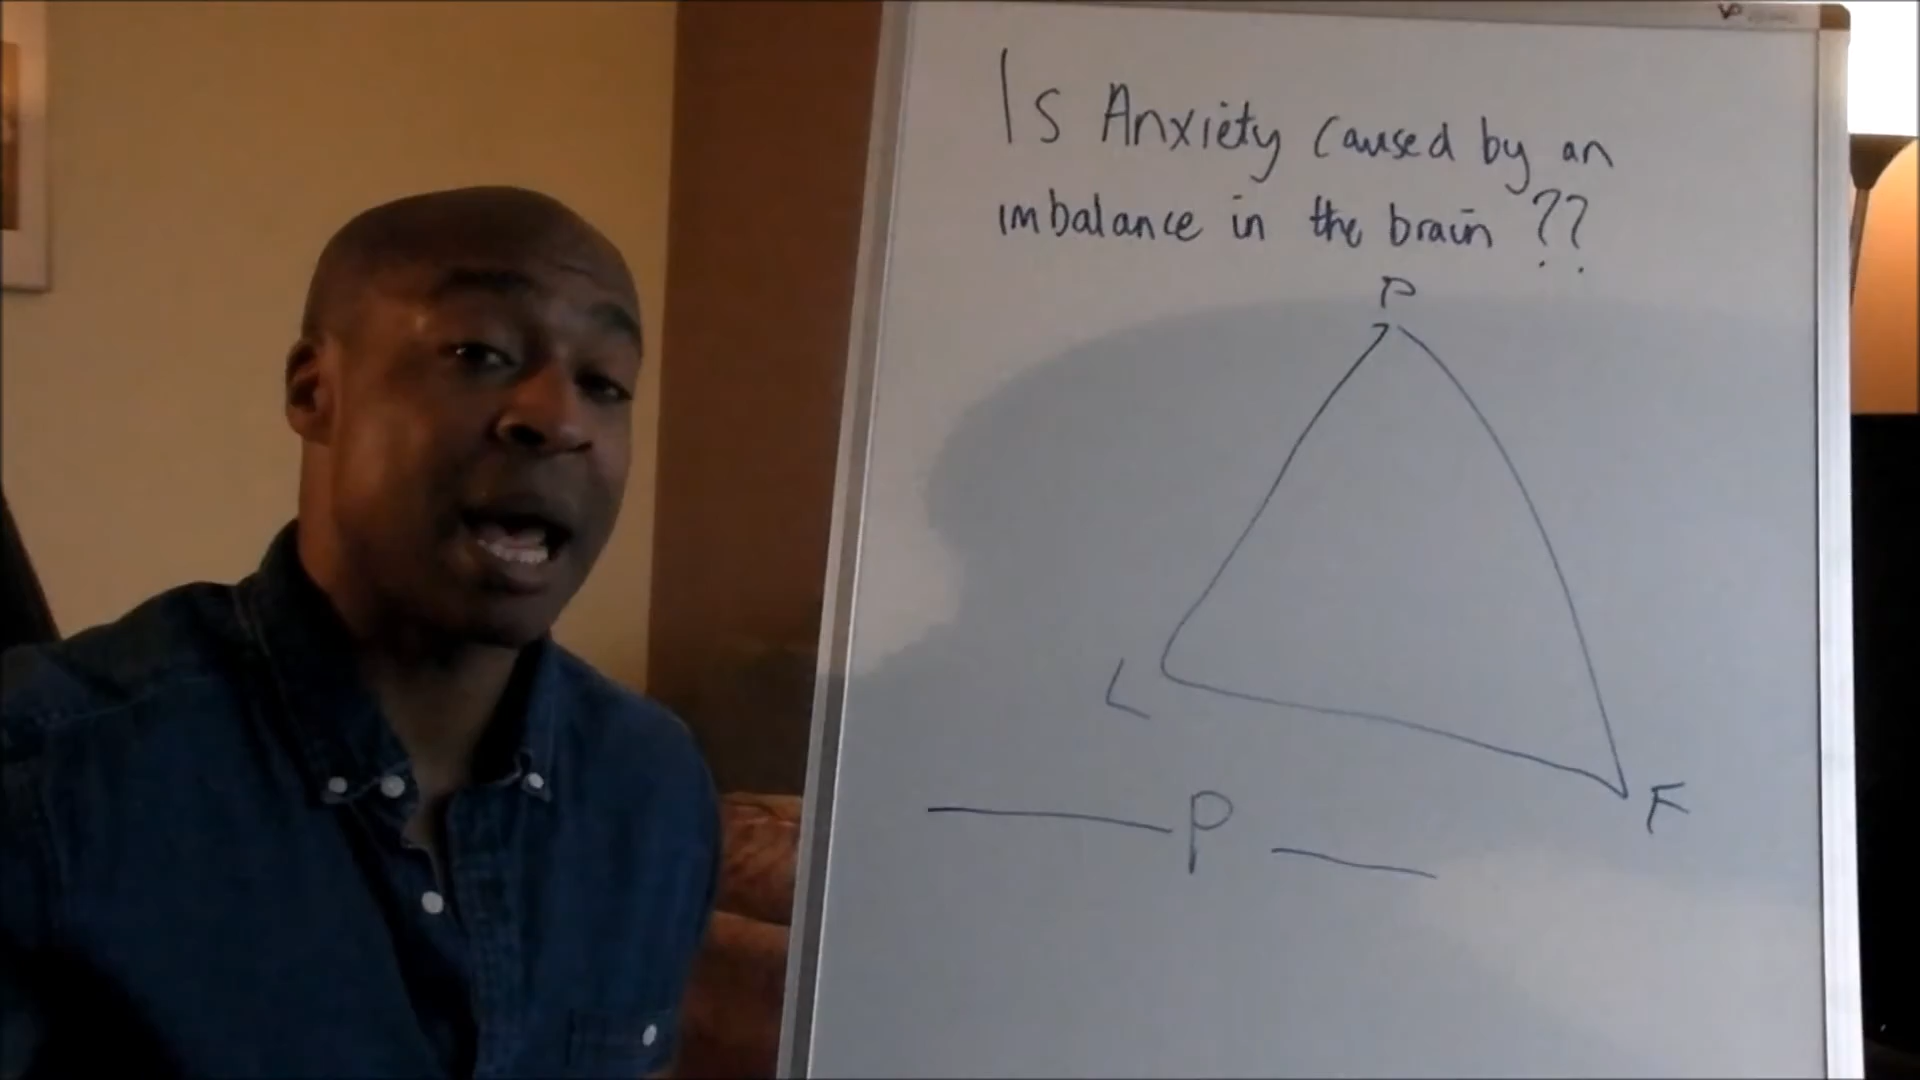 Is Anxiety caused by an
imbalance in the brain ??
P
L
F
P